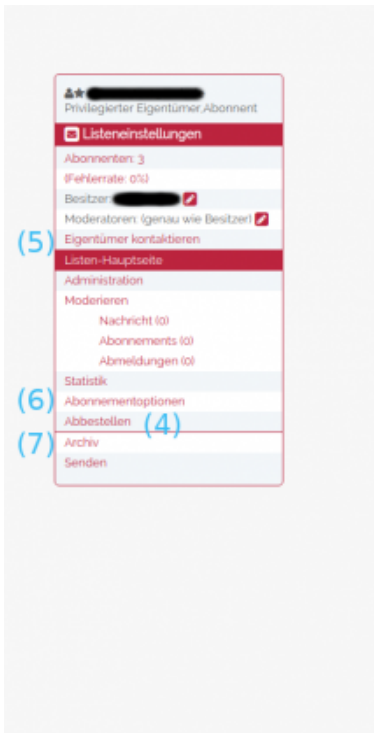 Privilegierter Eigentümer,Abonnent
Listeneinstellungen
Abonnenten: 3
(Fehlerrate: 0%)
Besitzer:
Moderatoren: (genau wie Besitzer)
(5) Eigentümer kontaktieren
Listen-Hauptseite
Administration
Moderieren
Nachricht (0)
Abonnements (0)
Abmeldungen (0)
Statistik
(6) Abonnementoptionen
Abbestellen (4)
(7) Archiv
Senden